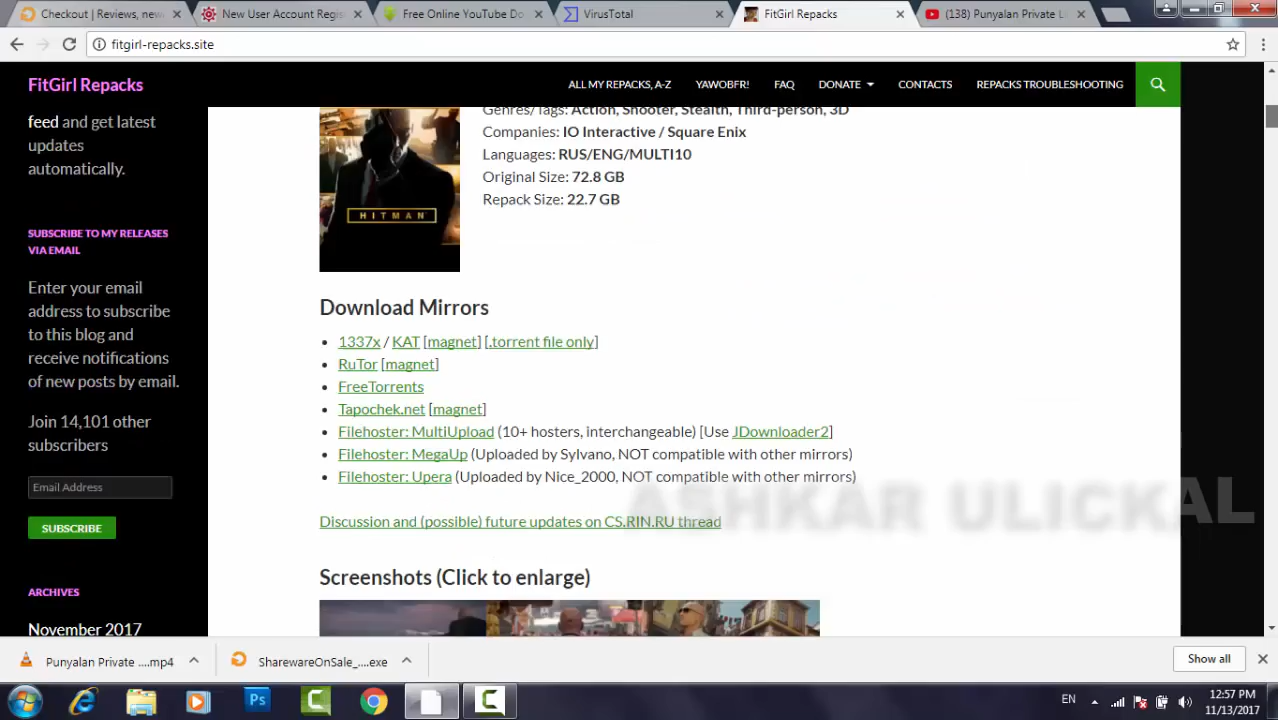 Checkout | Reviews, new
New User Account Regis
Free Online YouTube Do
VirusTotal
FitGirl Repacks
(138) Punyalan Private Li
fitgirl-repacks.site
FitGirl Repacks
ALL MY REPACKS, A-Z
YAWOBFR!
FAQ
DONATE
CONTACTS
REPACKS TROUBLESHOOTING
feed and get latest
updates
automatically.
SUBSCRIBE TO MY RELEASES
VIA EMAIL
Enter your email
address to subscribe
to this blog and
receive notifications
of new posts by email.
Join 14,101 other
subscribers
Email Address
SUBSCRIBE
ARCHIVES
November 2017
HITMAN
Genres/Tags: Action, Shooter, Stealth, Third-person, 3D
Companies: IO Interactive / Square Enix
Languages: RUS/ENG/MULTI10
Original Size: 72.8 GB
Repack Size: 22.7 GB
Download Mirrors
• 1337x / KAT [magnet] [.torrent file only]
• RuTor [magnet]
• FreeTorrents
• Tapochek.net [magnet]
• Filehoster: MultiUpload (10+ hosters, interchangeable) [Use JDownloader2]
• Filehoster: MegaUp (Uploaded by Sylvano, NOT compatible with other mirrors)
• Filehoster: Upera (Uploaded by Nice_2000, NOT compatible with other mirrors)
ASHKAR ULICKAL
Discussion and (possible) future updates on CS.RIN.RU thread
Screenshots (Click to enlarge)
Punyalan Private ....mp4
SharewareOnSale_....exe
Show all
Ps
EN
12:57 PM
11/13/2017